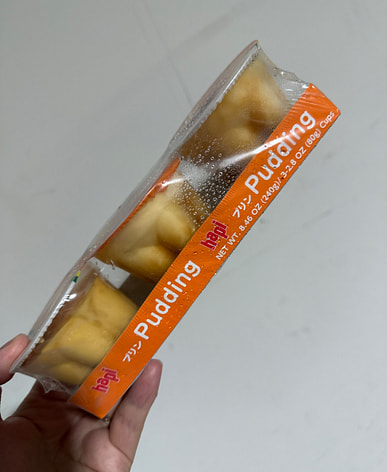 hapi プリン Pudding
hapi プリン Pudding
NET WT. 8.46 OZ (240g)// 3-2.8 OZ (80g) Cups